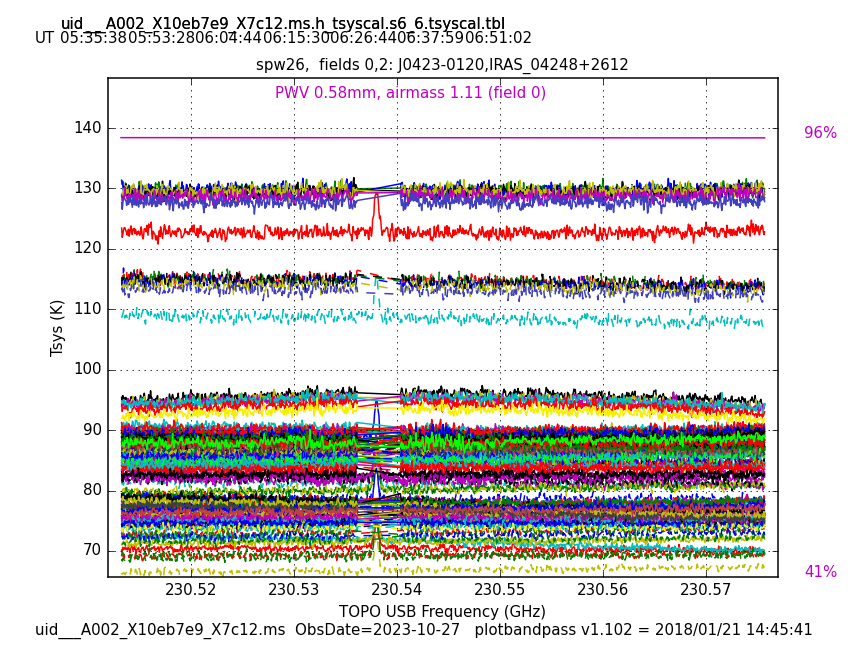 uid___A002_X10eb7e9_X7c12.ms.h_tsyscal.s6_6.tsyscal.tbl
UT 05:35:38 05:53:28 06:04:44 06:15:30 06:26:44 06:37:59 06:51:02
spw26, fields 0,2: J0423-0120,IRAS_04248+2612
PWV 0.58mm, airmass 1.11 (field 0)
96%
140
130
120
110
100
90
80
70
Tsys (K)
41%
230.52 230.53 230.54 230.55 230.56 230.57
TOPO USB Frequency (GHz)
uid___A002_X10eb7e9_X7c12.ms ObsDate=2023-10-27 plotbandpass v1.102 = 2018/01/21 14:45:41